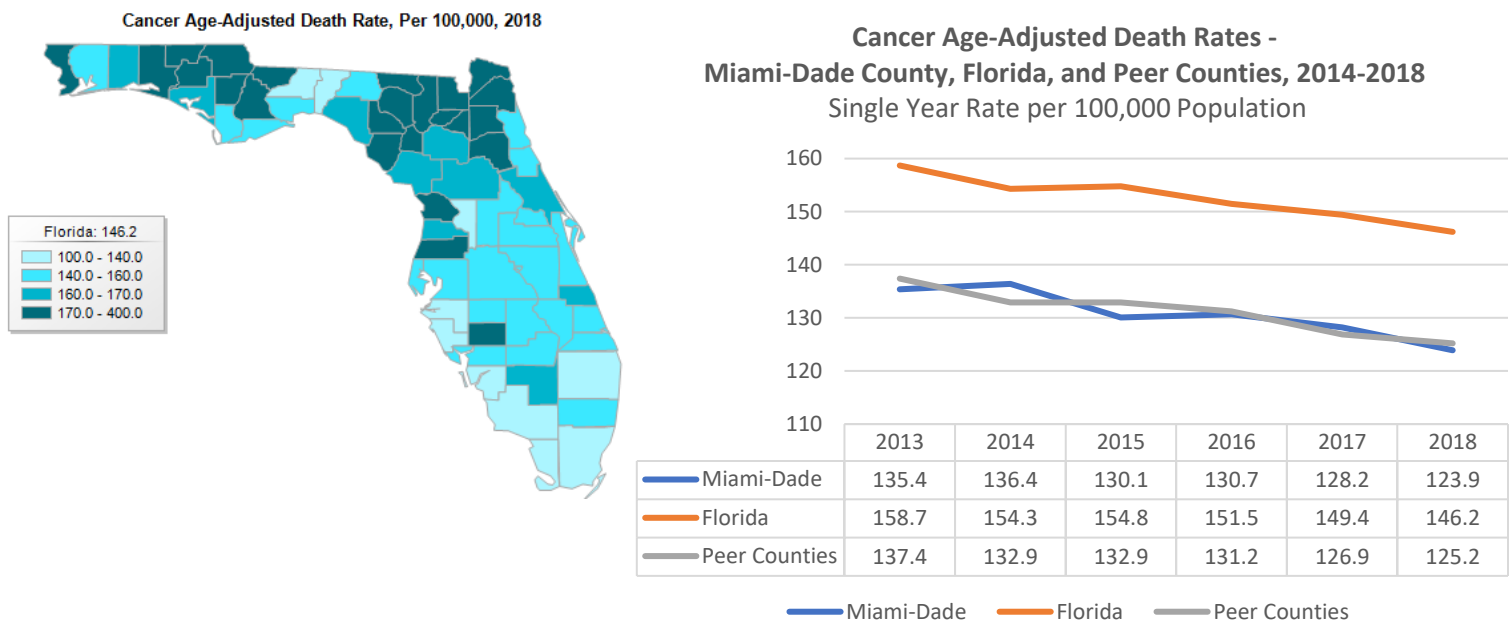 Cancer Age-Adjusted Death Rate, Per 100,000, 2018
Florida: 146.2
100.0 - 140.0
140.0 - 160.0
160.0 - 170.0
170.0 - 400.0
Cancer Age-Adjusted Death Rates -
Miami-Dade County, Florida, and Peer Counties, 2014-2018
Single Year Rate per 100,000 Population
160
150
140
130
120
110
2013 2014 2015 2016 2017 2018
Miami-Dade 135.4 136.4 130.1 130.7 128.2 123.9
Florida 158.7 154.3 154.8 151.5 149.4 146.2
Peer Counties 137.4 132.9 132.9 131.2 126.9 125.2
Miami-Dade Florida Peer Counties